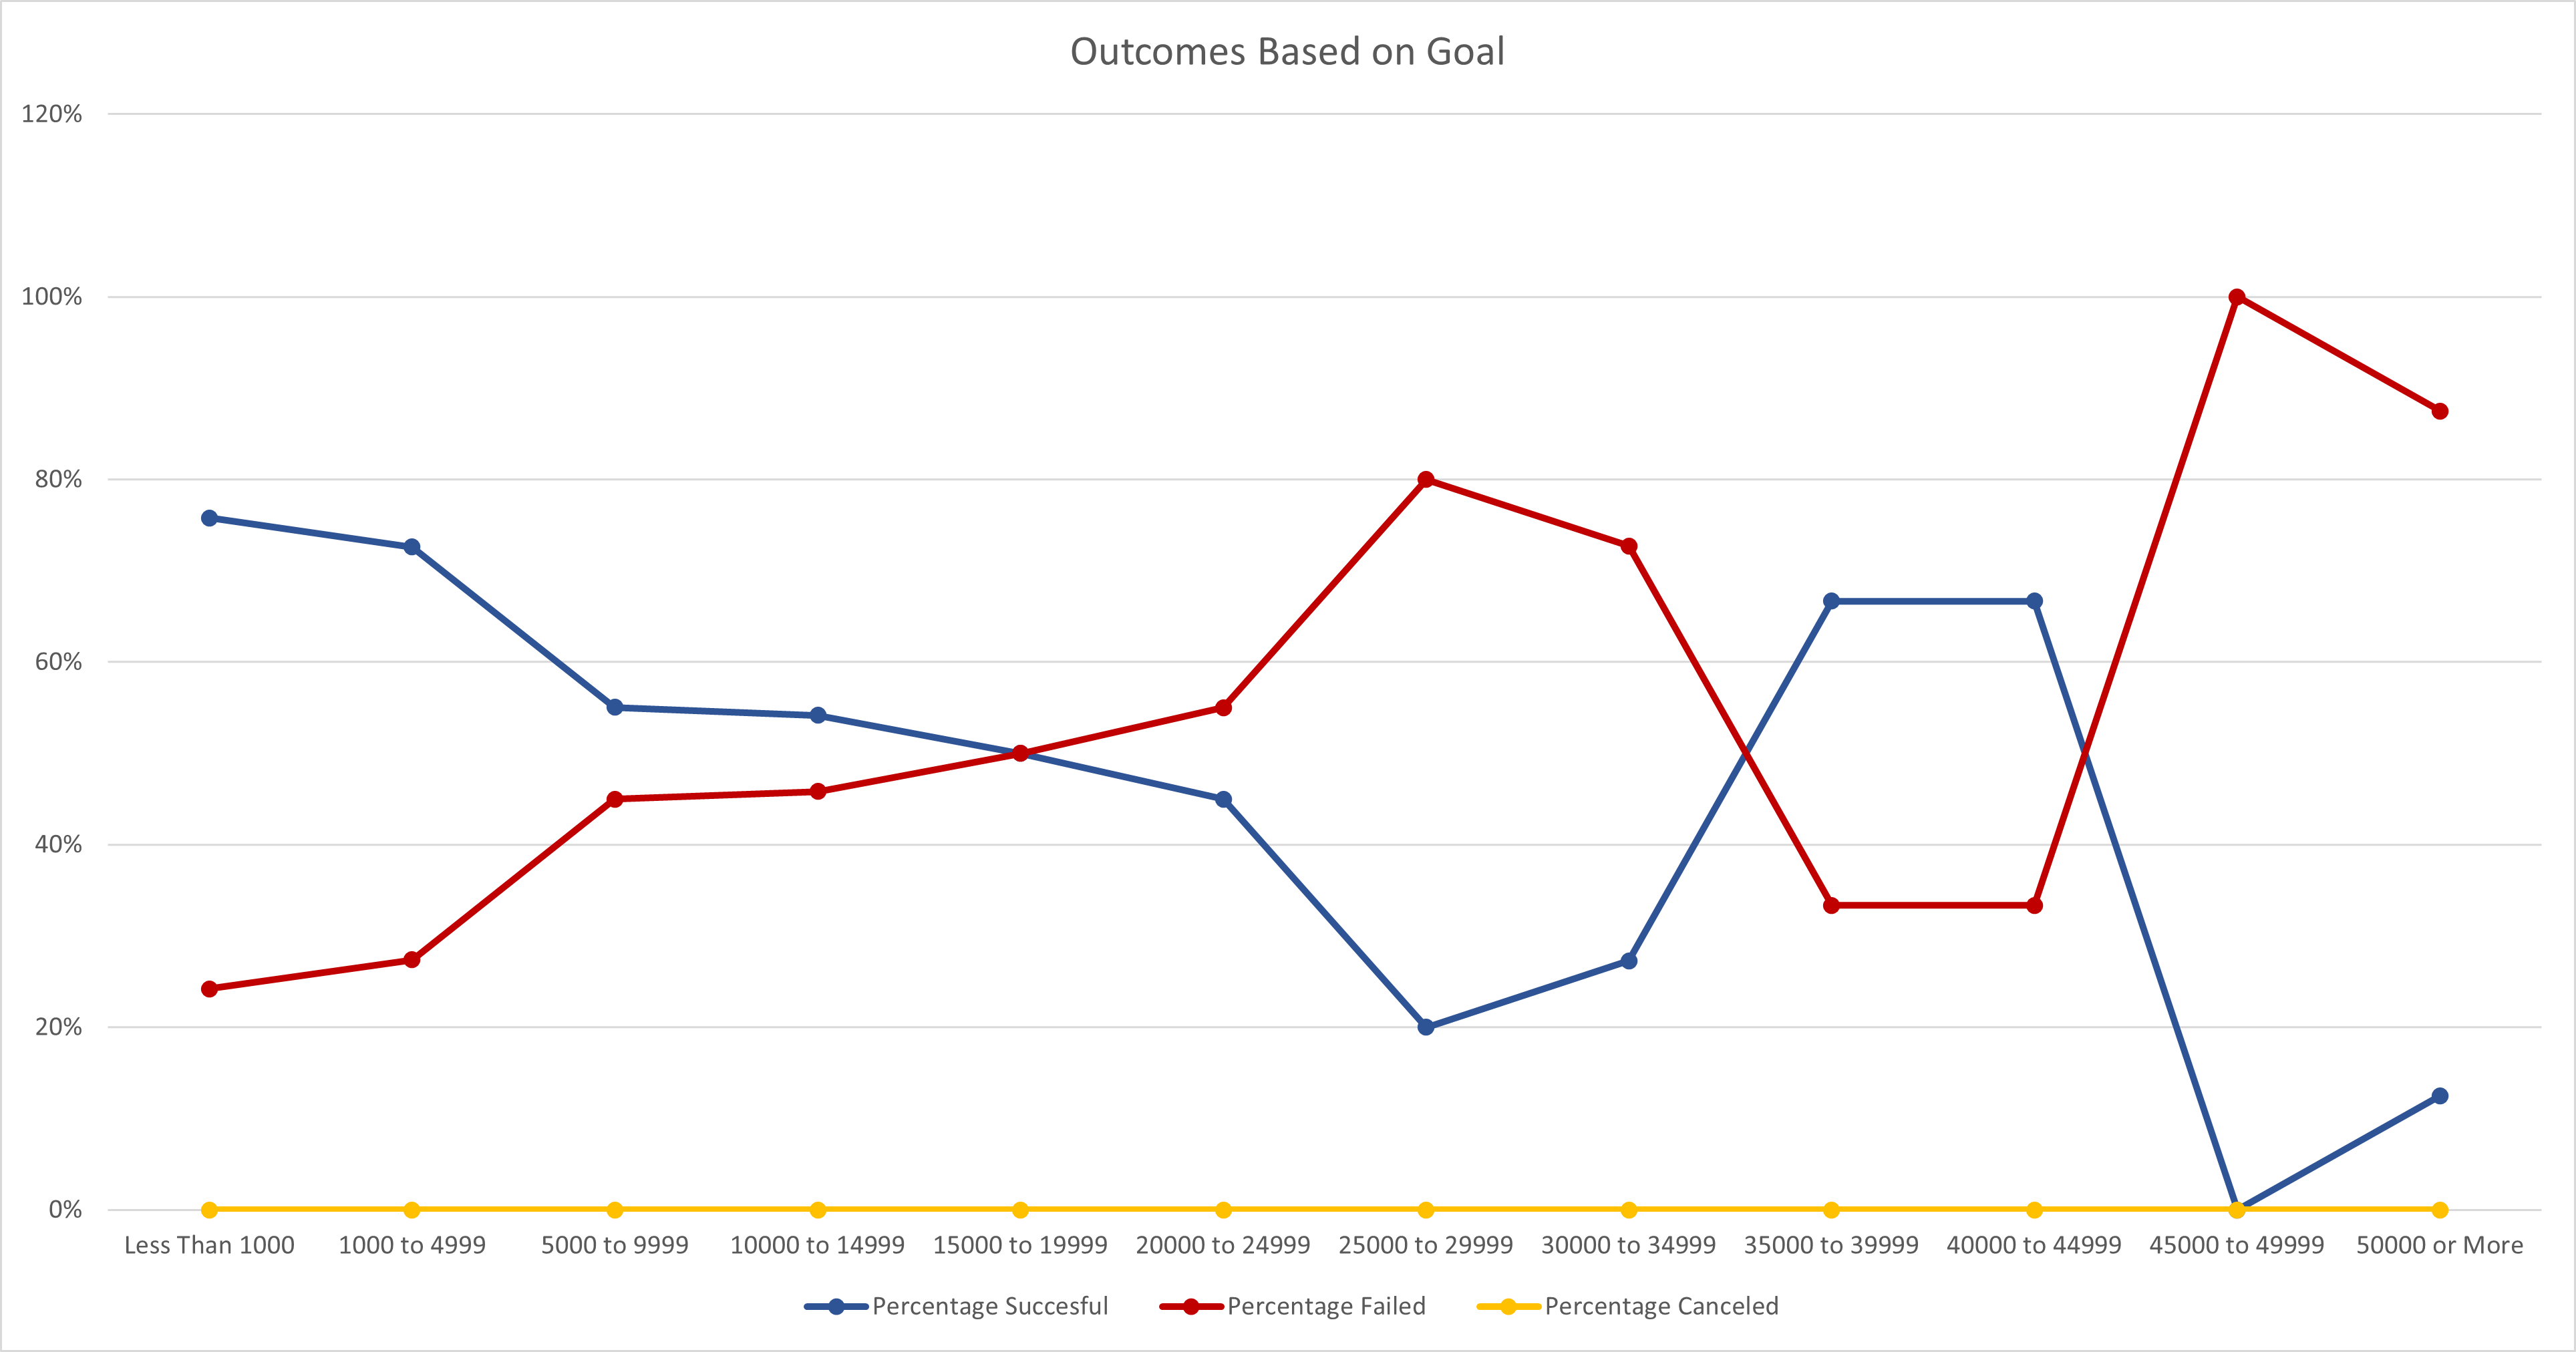 Outcomes Based on Goal
120%
100%
80%
60%
40%
20%
0%
Less Than 1000 1000 to 4999 5000 to 9999 10000 to 14999 15000 to 19999 20000 to 24999 25000 to 29999 30000 to 34999 35000 to 39999 40000 to 44999 45000 to 49999 50000 or More
Percentage Succesful Percentage Failed Percentage Canceled